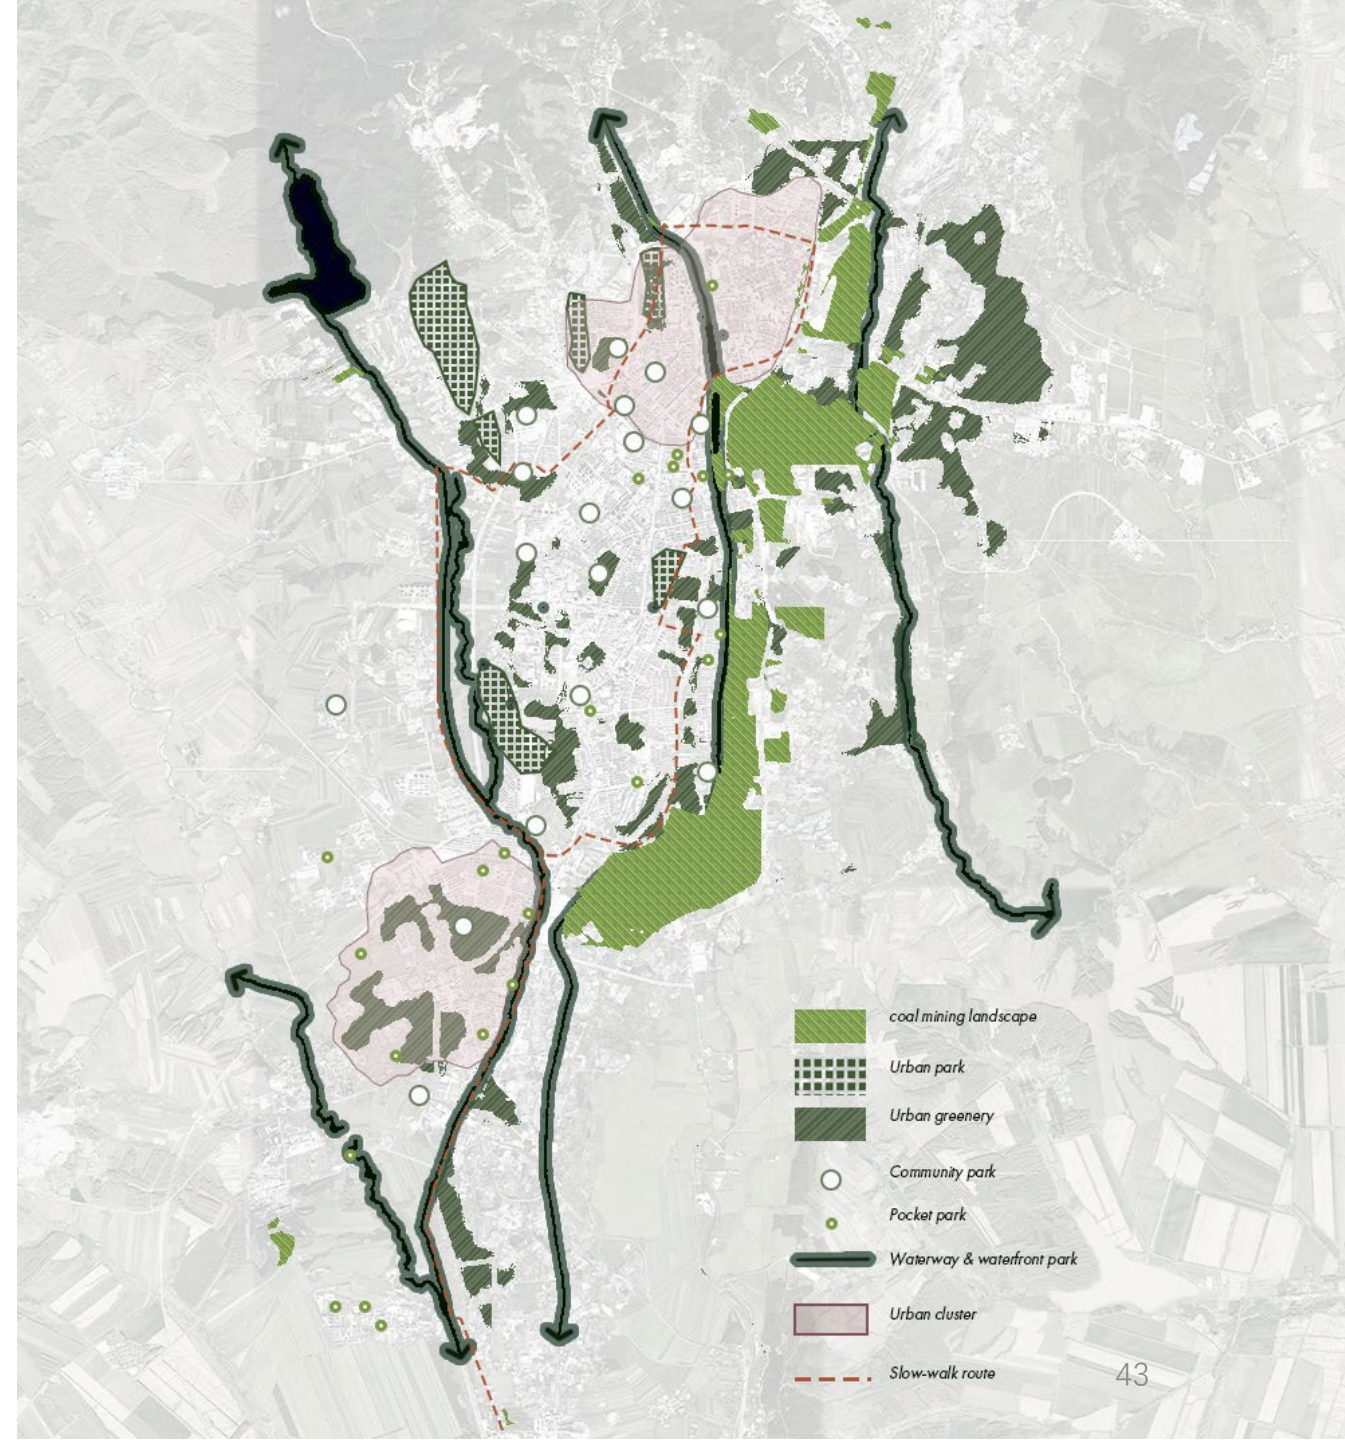 coal mining landscape
Urban park
Urban greenery
Community park
Pocket park
Waterway & waterfront park
Urban cluster
Slow-walk route
43